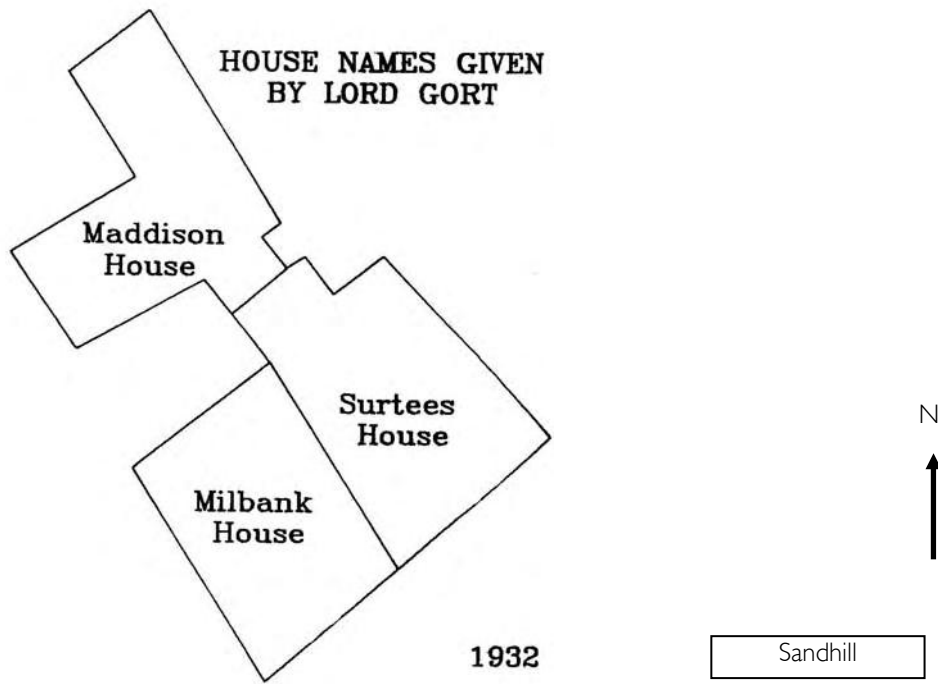 HOUSE NAMES GIVEN
BY LORD GORT
Maddison
House
Surtees
House
Milbank
House
N
1932
Sandhill